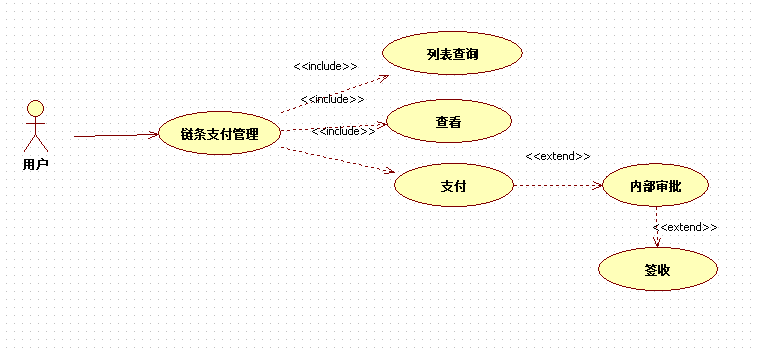 列表查询
<<include>>
<<include>>
查看
<<include>>
链条支付管理
用户
<<extend>>
支付
内部审批
<<extend>>
签收